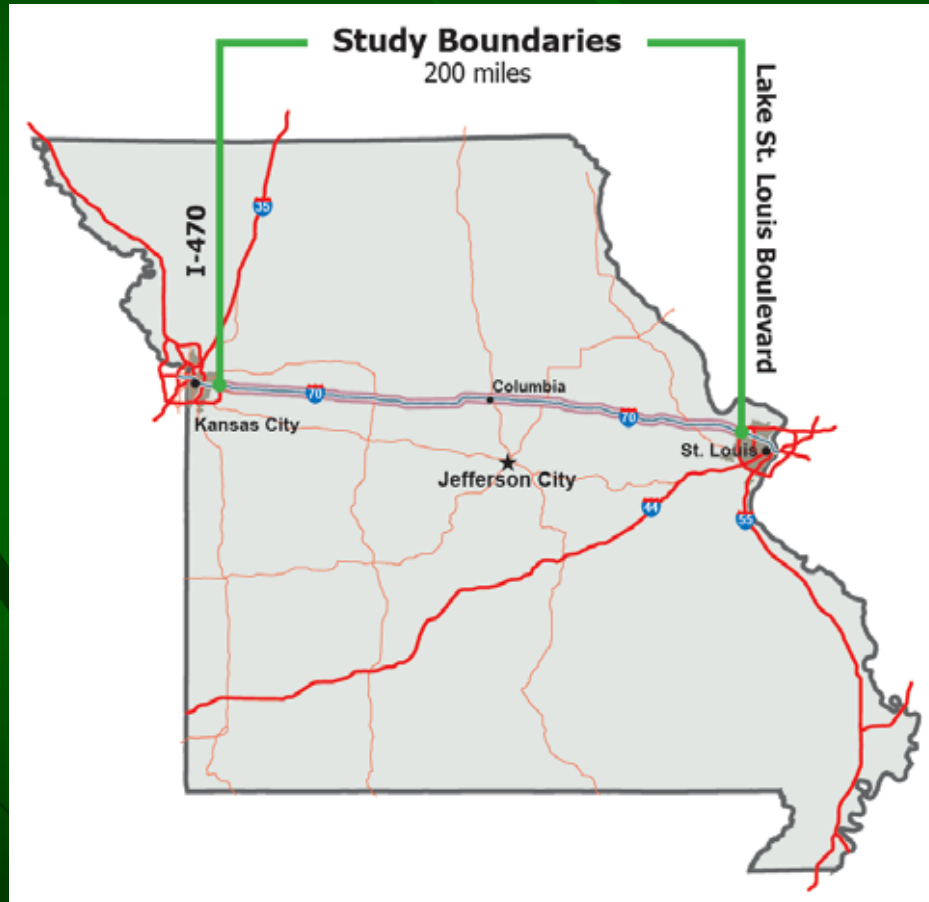 Study Boundaries
200 miles
Lake St. Louis Boulevard
I-470
35
70
Columbia
70
Kansas City
St. Louis
Jefferson City
44
55